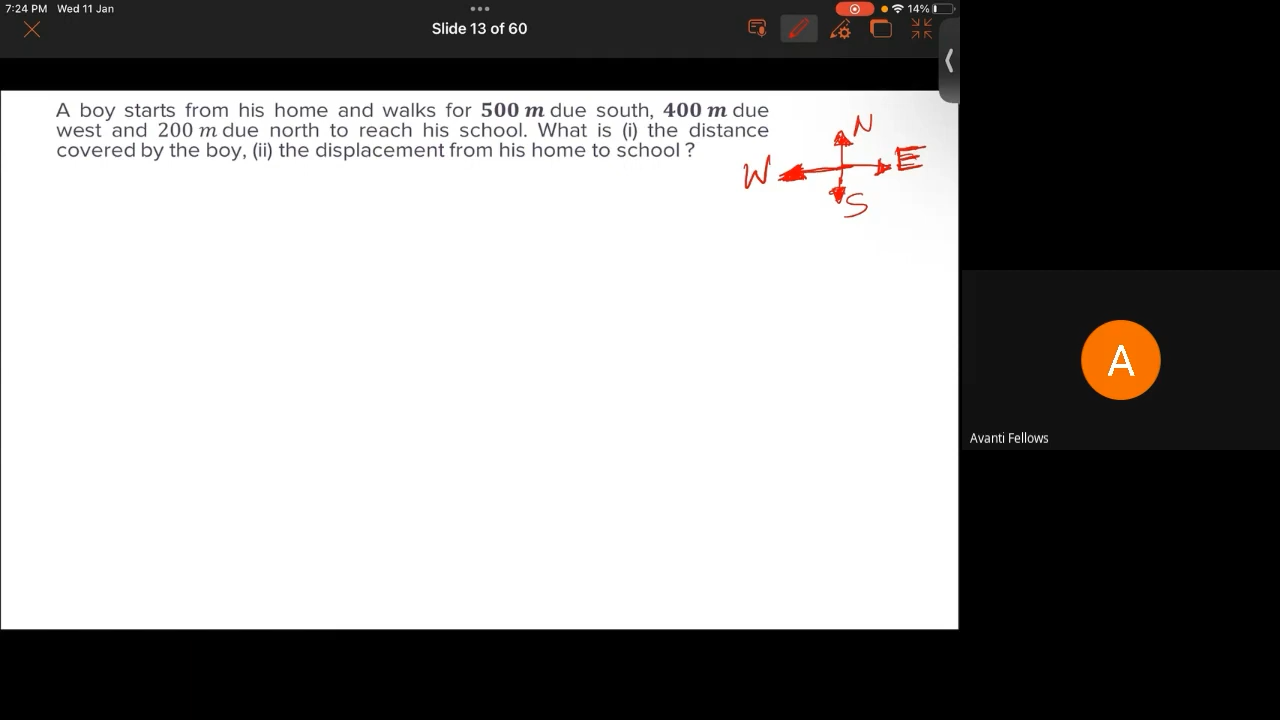 7:24 PM Wed 11 Jan
14%
Slide 13 of 60
A boy starts from his home and walks for 500 m due south, 400 m due
west and 200 m due north to reach his school. What is (i) the distance
covered by the boy, (ii) the displacement from his home to school ?
N
W
E
S
A
Avanti Fellows